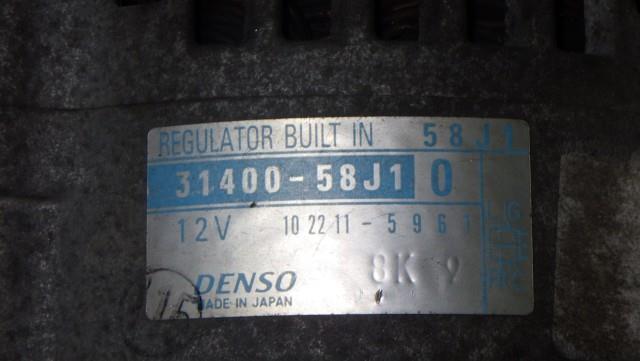 REGULATOR BUILT IN 58J1
31400-58J1 0
12V 102211-5961
8K 9
DENSO
MADE IN JAPAN